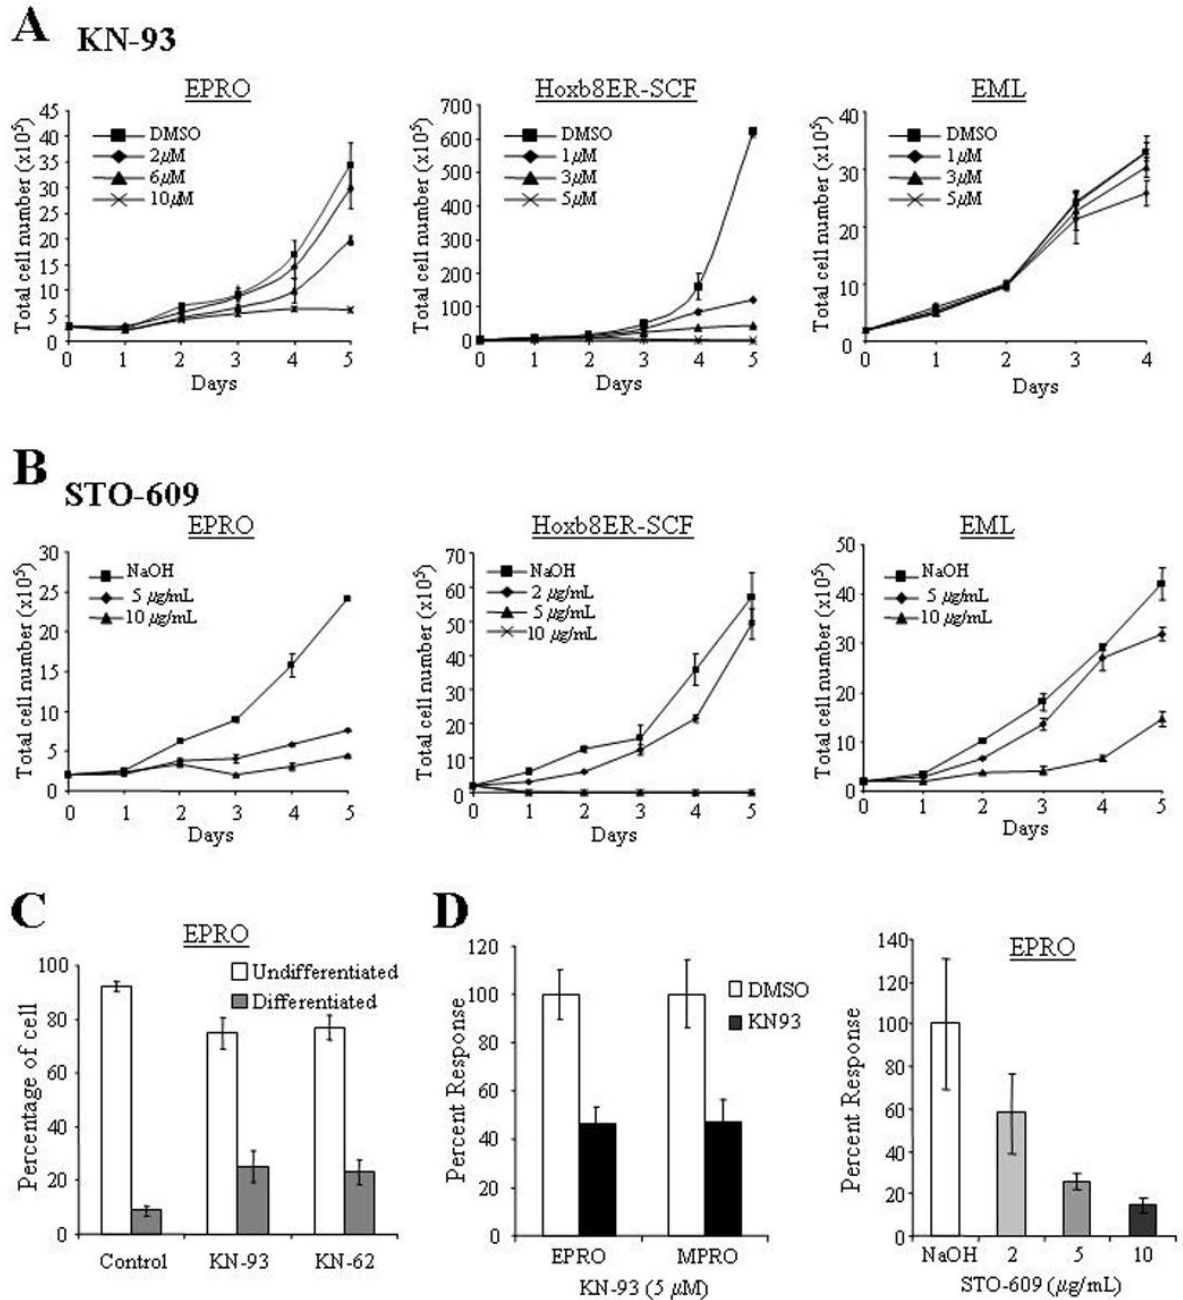 A KN-93
EPRO
Total cell number (x10⁵)
45
40
35
30
25
20
15
10
5
0
DMSO
2μM
6μM
10μM
0 1 2 3 4 5
Days
Hoxb8ER-SCF
Total cell number (x10⁵)
700
600
500
400
300
200
100
0
DMSO
1μM
3μM
5μM
0 1 2 3 4 5
Days
EML
Total cell number (x10⁵)
40
30
20
10
0
DMSO
1μM
3μM
5μM
0 1 2 3 4
Days
B STO-609
EPRO
Total cell number (x10⁵)
30
25
20
15
10
5
0
NaOH
5 μg/mL
10 μg/mL
0 1 2 3 4 5
Days
Hoxb8ER-SCF
Total cell number (x10⁵)
70
60
50
40
30
20
10
0
NaOH
2 μg/mL
5 μg/mL
10 μg/mL
0 1 2 3 4 5
Days
EML
Total cell number (x10⁵)
50
40
30
20
10
0
NaOH
5 μg/mL
10 μg/mL
0 1 2 3 4 5
Days
C
EPRO
Percentage of cell
100
80
60
40
20
0
Undifferentiated
Differentiated
Control KN-93 KN-62
D
Percent Response
120
100
80
60
40
20
0
DMSO
KN93
EPRO MPRO
KN-93 (5 μM)
EPRO
Percent Response
140
120
100
80
60
40
20
0
NaOH 2 5 10
STO-609 (μg/mL)